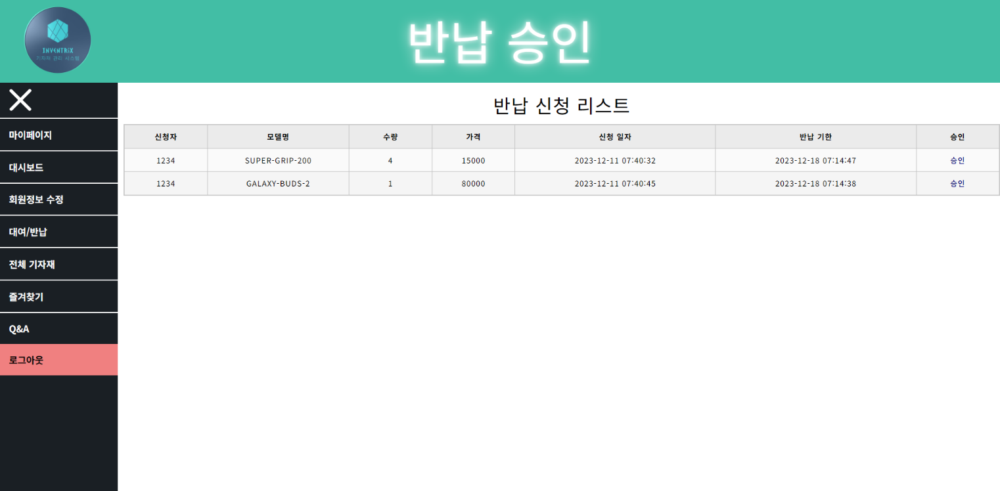 INVENTRiX
기자재 관리 시스템
반납 승인
마이페이지
대시보드
회원정보 수정
대여/반납
전체 기자재
즐겨찾기
Q&A
로그아웃
반납 신청 리스트
신청자 모델명 수량 가격 신청 일자 반납 기한 승인
1234 SUPER-GRIP-200 4 15000 2023-12-11 07:40:32 2023-12-18 07:14:47 승인
1234 GALAXY-BUDS-2 1 80000 2023-12-11 07:40:45 2023-12-18 07:14:38 승인